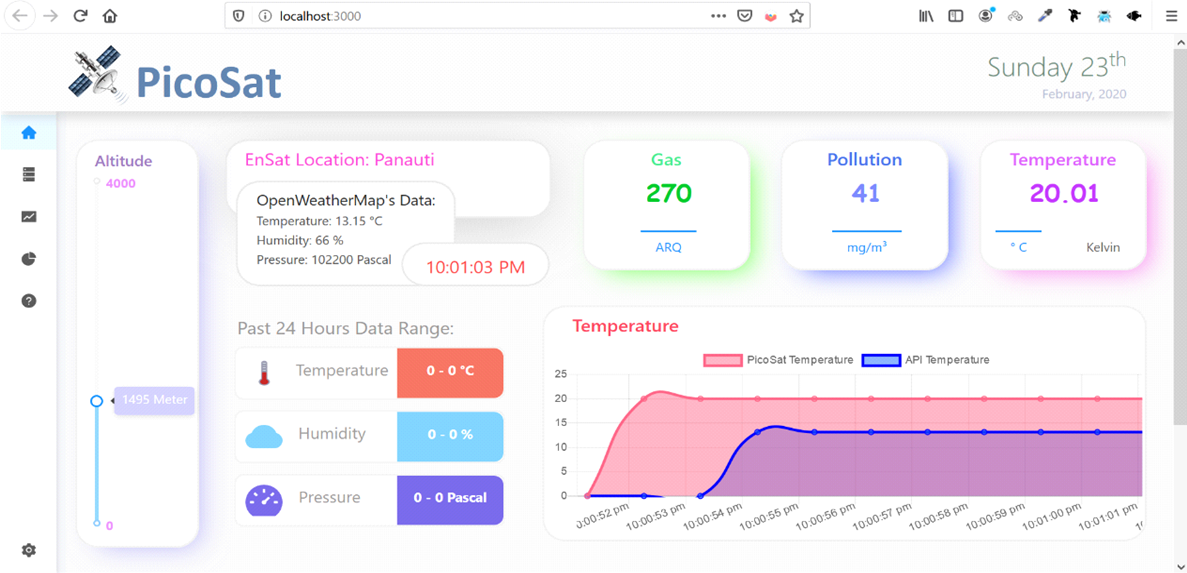 localhost:3000
PicoSat
Sunday 23th
February, 2020
Altitude
4000
1495 Meter
0
EnSat Location: Panauti
OpenWeatherMap's Data:
Temperature: 13.15 °C
Humidity: 66 %
Pressure: 102200 Pascal
10:01:03 PM
Gas
270
ARQ
Pollution
41
mg/m³
Temperature
20.01
° C Kelvin
Past 24 Hours Data Range:
Temperature 0 - 0 °C
Humidity 0 - 0 %
Pressure 0 - 0 Pascal
Temperature
PicoSat Temperature API Temperature
25
20
15
10
5
0
0:00:52 pm
10:00:53 pm
10:00:54 pm
10:00:55 pm
10:00:56 pm
10:00:57 pm
10:00:58 pm
10:00:59 pm
10:01:00 pm
10:01:01 pm